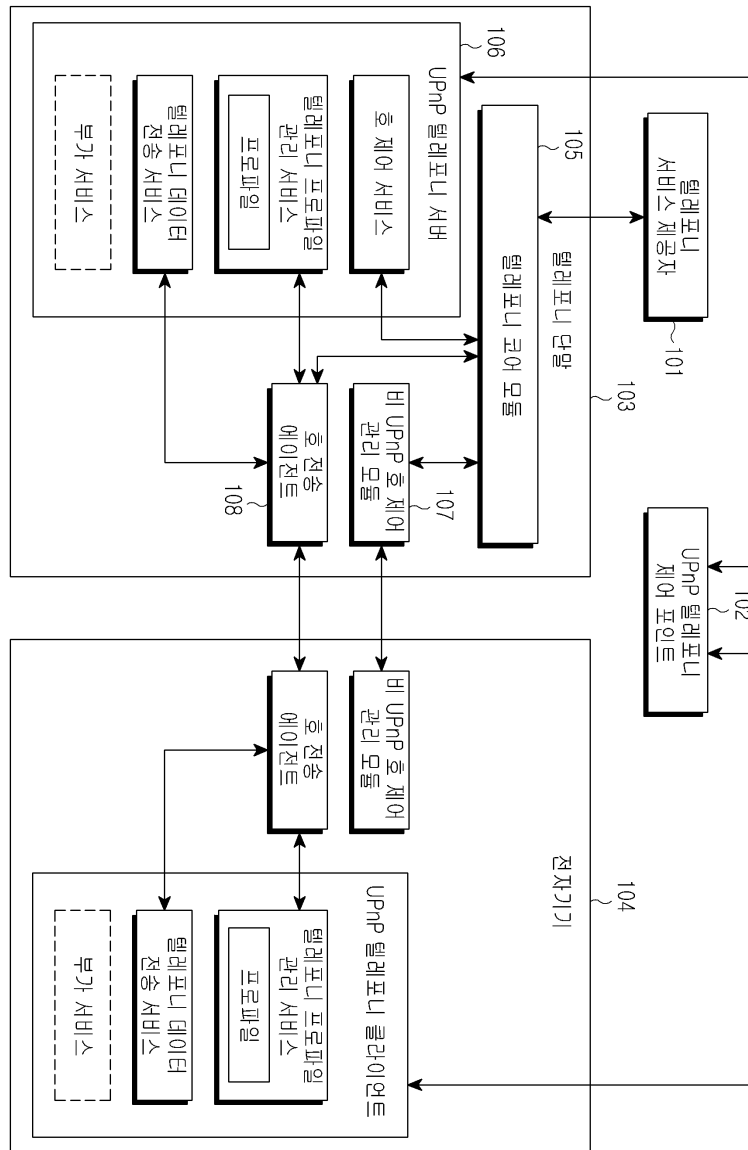 텔레포니
서비스 제공자
101
UPnP 텔레포니
제어 포인트
102
텔레포니 단말
103
텔레포니 코어 모듈
105
UPnP 텔레포니 서버
106
호 제어 서비스
텔레포니 프로파일
관리 서비스
프로파일
텔레포니 데이터
전송 서비스
부가 서비스
비 UPnP 호 제어
관리 모듈
107
호 전송
에이전트
108
전자기기
104
비 UPnP 호 제어
관리 모듈
호 전송
에이전트
UPnP 텔레포니 클라이언트
텔레포니 프로파일
관리 서비스
프로파일
텔레포니 데이터
전송 서비스
부가 서비스